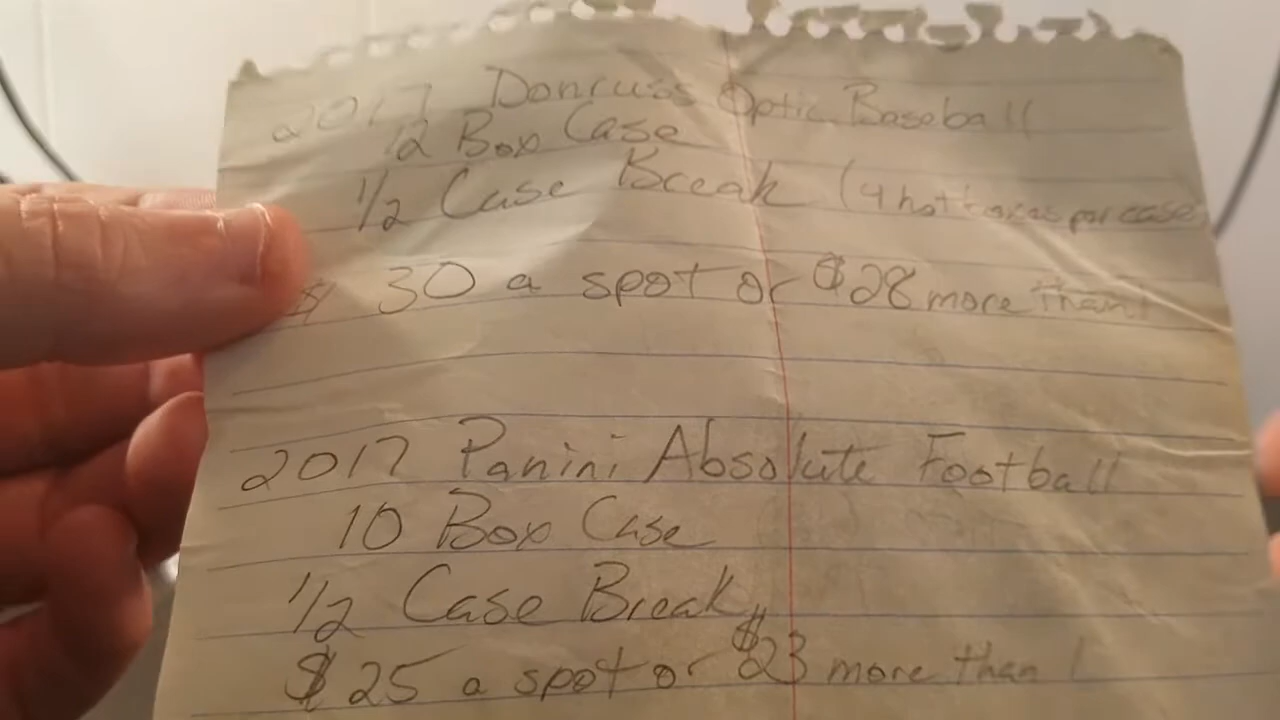 2017 Donruss Optic Baseball
12 Box Case
1/2 Case Break (4 hot boxes per case
$30 a spot or $28 more than 1
2017 Panini Absolute Football
10 Box Case
1/2 Case Break
$25 a spot or $23 more than 1